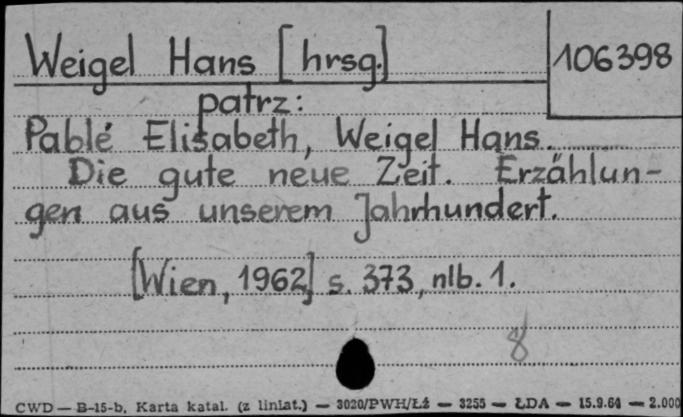 Weigel Hans [hrsg.]
106398
patrz:
Pablé Elisabeth, Weigel Hans.
Die gute neue Zeit. Erzählun-
gen aus unserem Jahrhundert.
[Wien, 1962] s. 373, nlb. 1.
8
CWD — B-15-b, Karta katal. (z liniat.) — 3020/PWH/Łź — 3255 — ŁDA — 15.9.64 — 2.000